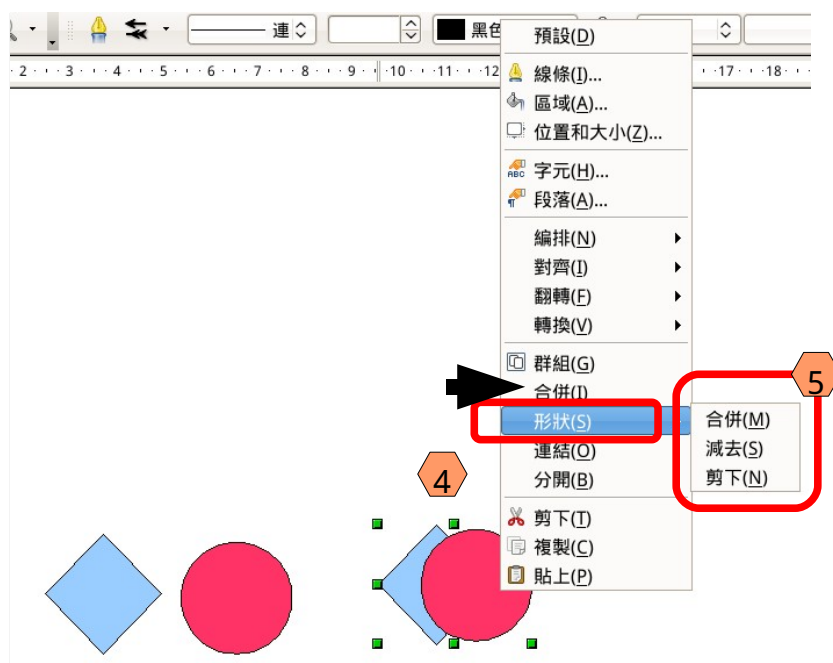 連
黑色
2 3 4 5 6 7 8 9 10 11 12 17 18
預設(D)
線條(I)...
區域(A)...
位置和大小(Z)...
ABC 字元(H)...
段落(A)...
編排(N)
對齊(I)
翻轉(F)
轉換(V)
群組(G)
合併(I)
形狀(S)
連結(O)
分開(B)
剪下(T)
複製(C)
貼上(P)
5
合併(M)
減去(S)
剪下(N)
4